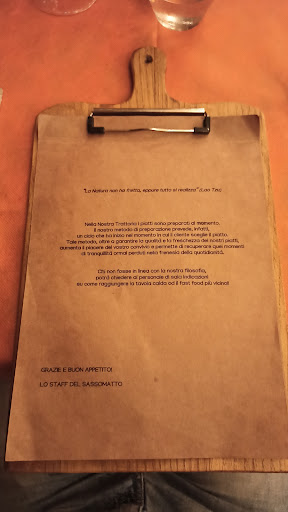 "La Natura non ha fretta, eppure tutto si realizza" (Lao Tzu)
Nella Nostra Trattoria i piatti sono preparati al momento.
Il nostro metodo di preparazione prevede, infatti,
un ciclo che ha inizio nel momento in cui il cliente sceglie il piatto.
Tale metodo, oltre a garantire la qualità e la freschezza dei nostri piatti,
aumenta il piacere del vostro convivio e permette di recuperare quei momenti
di tranquillità ormai perduti nella frenesia della quotidianità.
Chi non fosse in linea con la nostra filosofia,
potrà chiedere al personale di sala indicazioni
su come raggiungere la tavola calda od il fast food più vicino!
GRAZIE E BUON APPETITO!
LO STAFF DEL SASSOMATTO